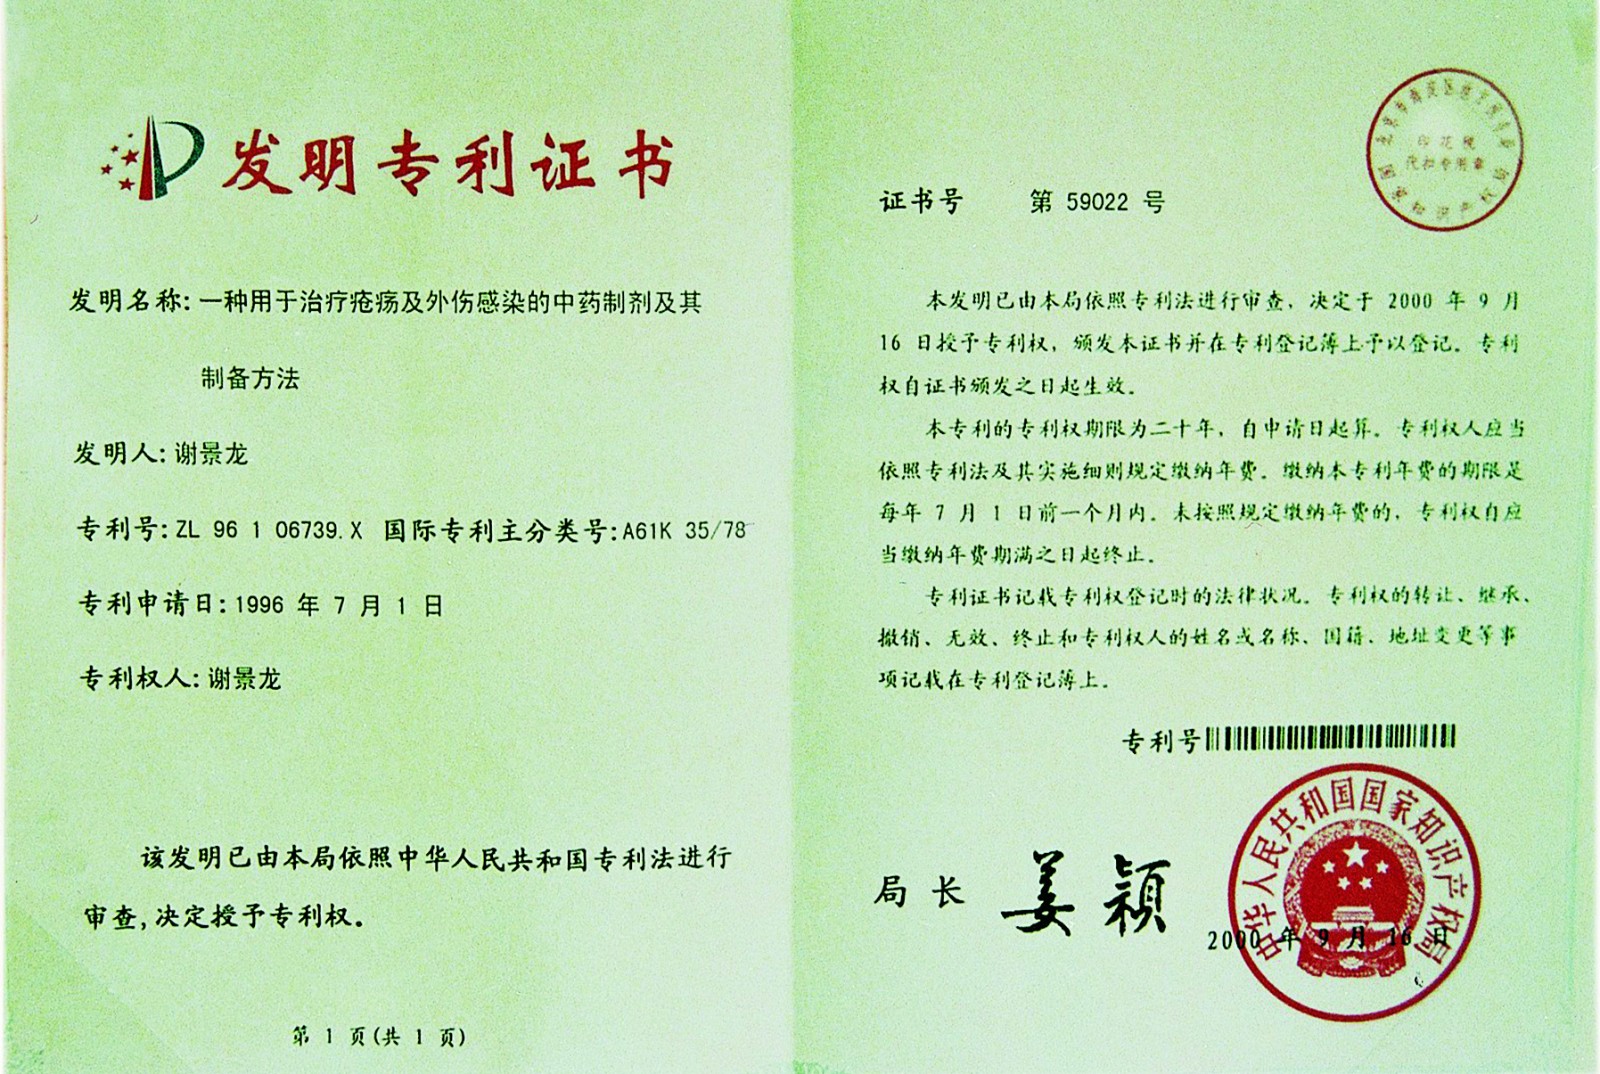 发明专利证书
发明名称:一种用于治疗疮疡及外伤感染的中药制剂及其
制备方法
发明人:谢景龙
专利号:ZL 96 1 06739.X 国际专利主分类号:A61K 35/78
专利申请日:1996 年 7 月 1 日
专利权人:谢景龙
该发明已由本局依照中华人民共和国专利法进行
审查,决定授予专利权。
第 1 页(共 1 页)
印花税
代扣专用章
国家知识产权局
证书号 第 59022 号
本发明已由本局依照专利法进行审查,决定于 2000 年 9 月
16 日授予专利权,颁发本证书并在专利登记薄上予以登记。专利
权自证书颁发之日起生效。
本专利的专利权期限为二十年,自申请日起算。专利权人应当
依照专利法及其实施细则规定缴纳年费。缴纳本专利年费的期限是
每年 7 月 1 日前一个月内。未按照规定缴纳年费的,专利权自应
当缴纳年费期满之日起终止。
专利证书记载专利权登记时的法律状况。专利权的转让、继承、
撤销、无效、终止和专利权人的姓名或名称、国籍、地址变更等事
项记载在专利登记薄上。
专利号
中华人民共和国国家知识产权局
局长 姜颖
2000 年 9 月 16 日